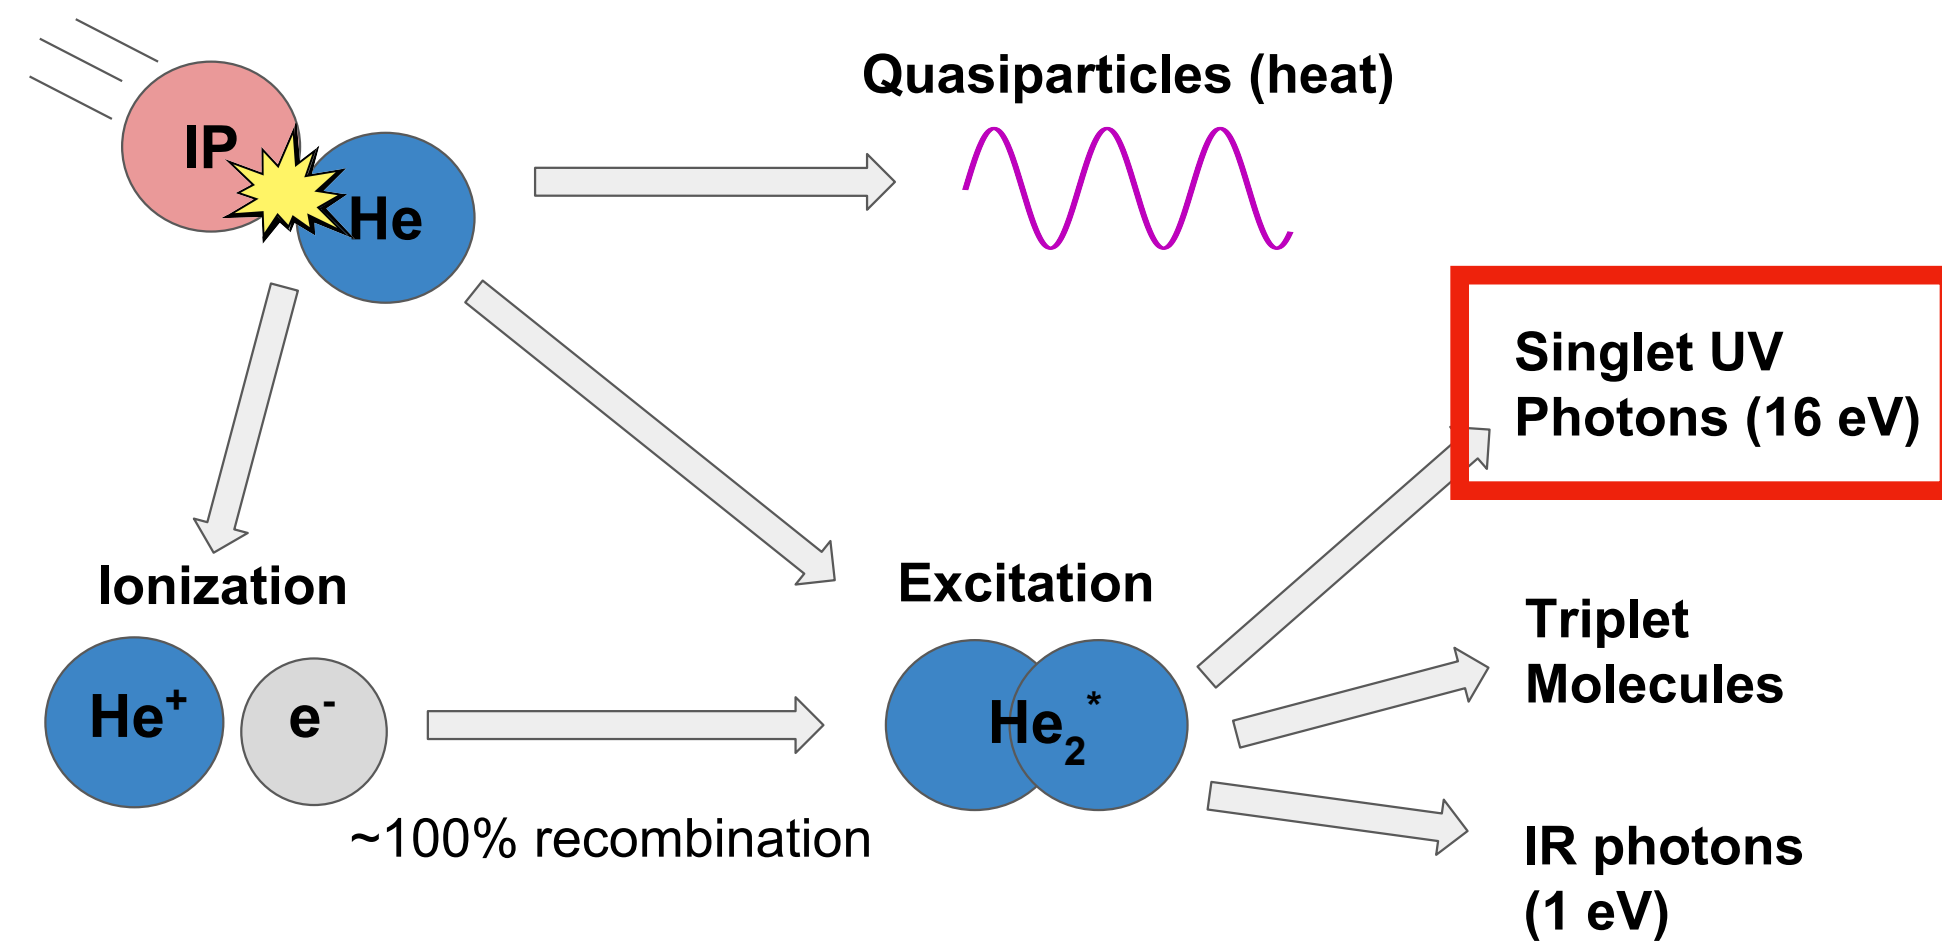 Quasiparticles (heat)
IP
He
Singlet UV
Photons (16 eV)
Ionization
Excitation
Triplet
Molecules
He⁺
e⁻
He₂*
~100% recombination
IR photons
(1 eV)